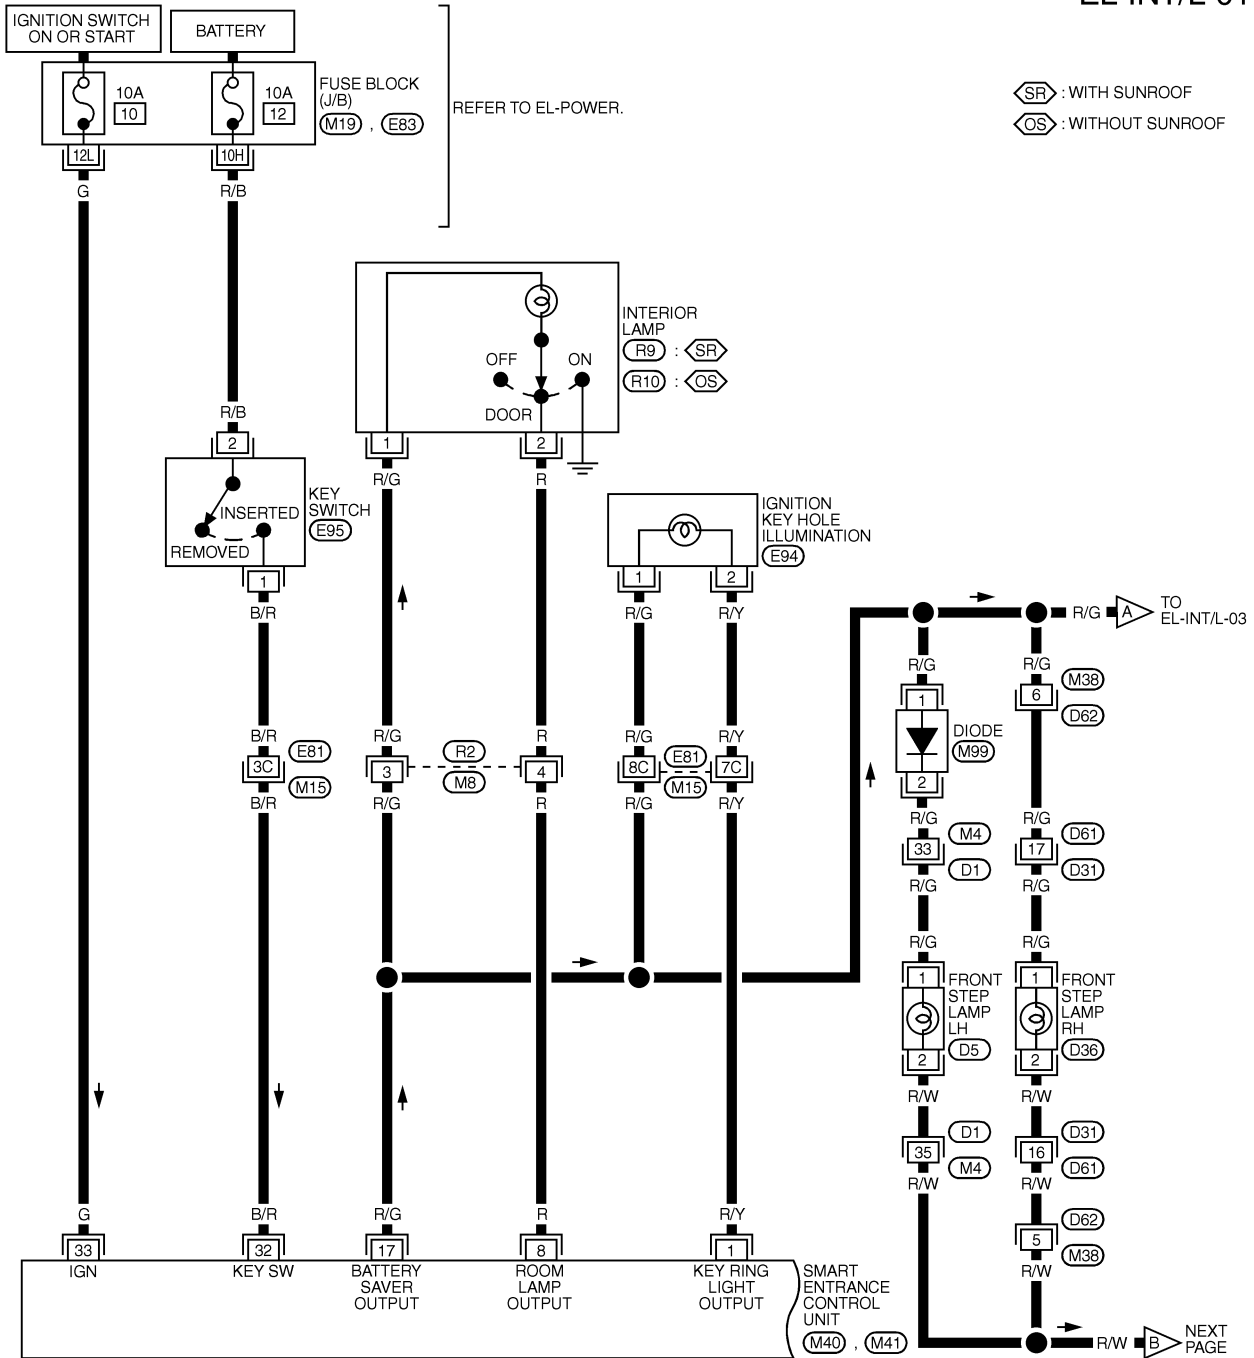 EL-INT/L-01
IGNITION SWITCH
ON OR START
BATTERY
10A
10
10A
12
FUSE BLOCK
(J/B)
M19 , E83
REFER TO EL-POWER.
SR : WITH SUNROOF
OS : WITHOUT SUNROOF
12L
10H
G
R/B
INTERIOR
LAMP
R9 : SR
R10 : OS
OFF
ON
DOOR
R/B
2
1
2
R/G
R
KEY
SWITCH
E95
INSERTED
REMOVED
IGNITION
KEY HOLE
ILLUMINATION
E94
1
1
2
B/R
R/G
R/Y
R/G
A
TO
EL-INT/L-03
R/G
R/G
1
6
M38
D62
DIODE
M99
2
B/R
R/G
R
R/G
R/Y
3C
E81
M15
3
R2
M8
4
8C
E81
M15
7C
B/R
R/G
R
R/G
R/Y
R/G
R/G
33
M4
D1
17
D61
D31
R/G
R/G
R/G
R/G
1
FRONT
STEP
LAMP
LH
D5
2
1
FRONT
STEP
LAMP
RH
D36
2
R/W
R/W
35
D1
M4
16
D31
D61
R/W
R/W
5
D62
M38
R/W
G
B/R
R/G
R
R/Y
33
32
17
8
1
IGN
KEY SW
BATTERY
SAVER
OUTPUT
ROOM
LAMP
OUTPUT
KEY RING
LIGHT
OUTPUT
SMART
ENTRANCE
CONTROL
UNIT
M40 , M41
R/W
B
NEXT
PAGE